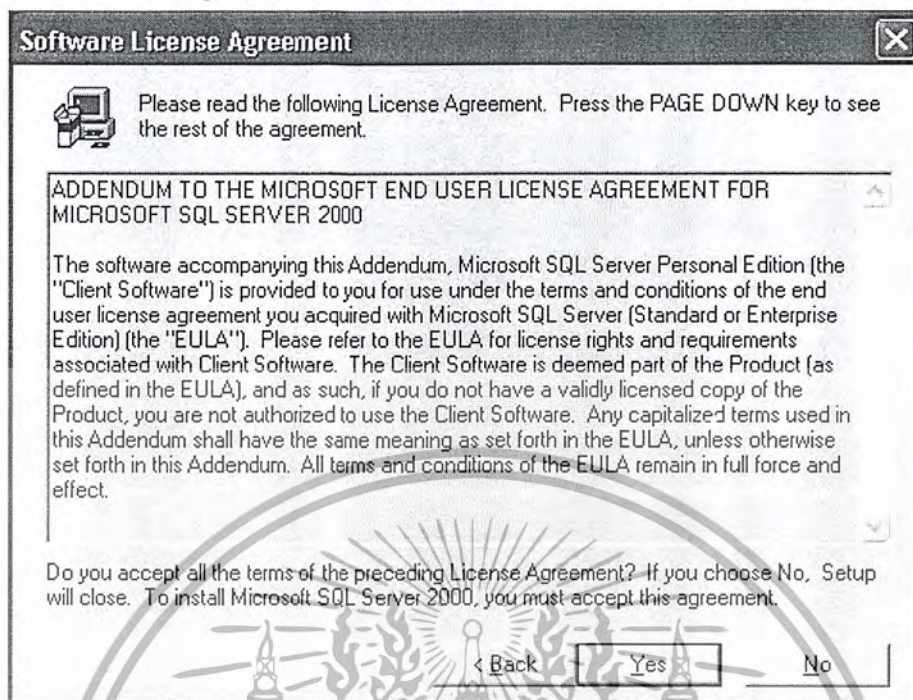 Software License Agreement
Please read the following License Agreement. Press the PAGE DOWN key to see
the rest of the agreement.
ADDENDUM TO THE MICROSOFT END USER LICENSE AGREEMENT FOR
MICROSOFT SQL SERVER 2000
The software accompanying this Addendum, Microsoft SQL Server Personal Edition (the
"Client Software") is provided to you for use under the terms and conditions of the end
user license agreement you acquired with Microsoft SQL Server (Standard or Enterprise
Edition) (the "EULA"). Please refer to the EULA for license rights and requirements
associated with Client Software. The Client Software is deemed part of the Product (as
defined in the EULA), and as such, if you do not have a validly licensed copy of the
Product, you are not authorized to use the Client Software. Any capitalized terms used in
this Addendum shall have the same meaning as set forth in the EULA, unless otherwise
set forth in this Addendum. All terms and conditions of the EULA remain in full force and
effect.
Do you accept all the terms of the preceding License Agreement? If you choose No, Setup
will close. To install Microsoft SQL Server 2000, you must accept this agreement.
< Back Yes No